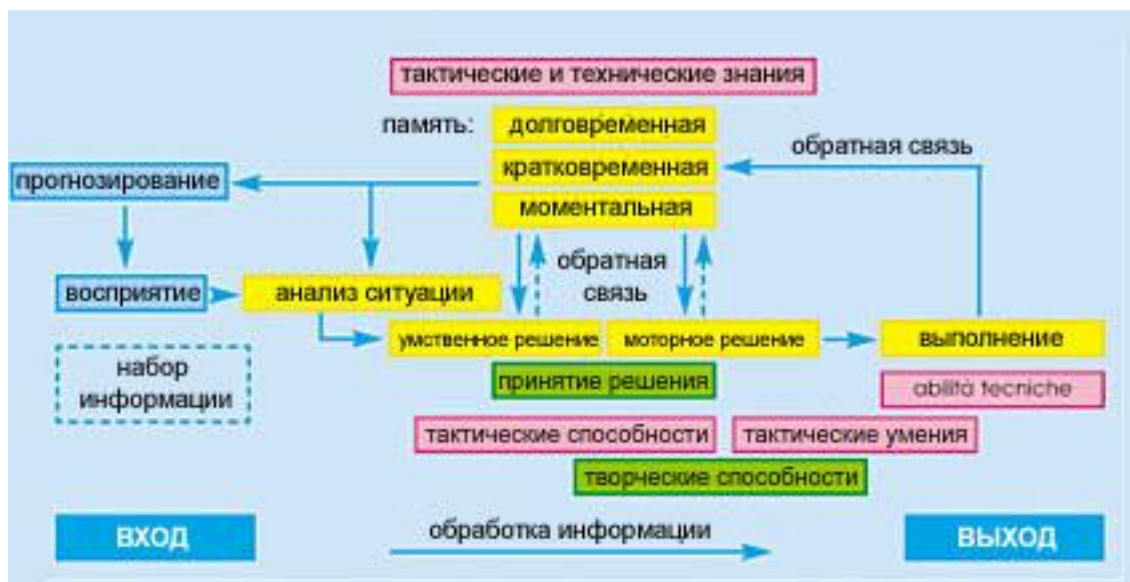 тактические и технические знания
память:
долговременная
кратковременная
моментальная
обратная связь
прогнозирование
обратная
связь
восприятие
анализ ситуации
умственное решение
моторное решение
выполнение
набор
информации
принятие решения
abilità tecniche
тактические способности
тактические умения
творческие способности
ВХОД
обработка информации
ВЫХОД